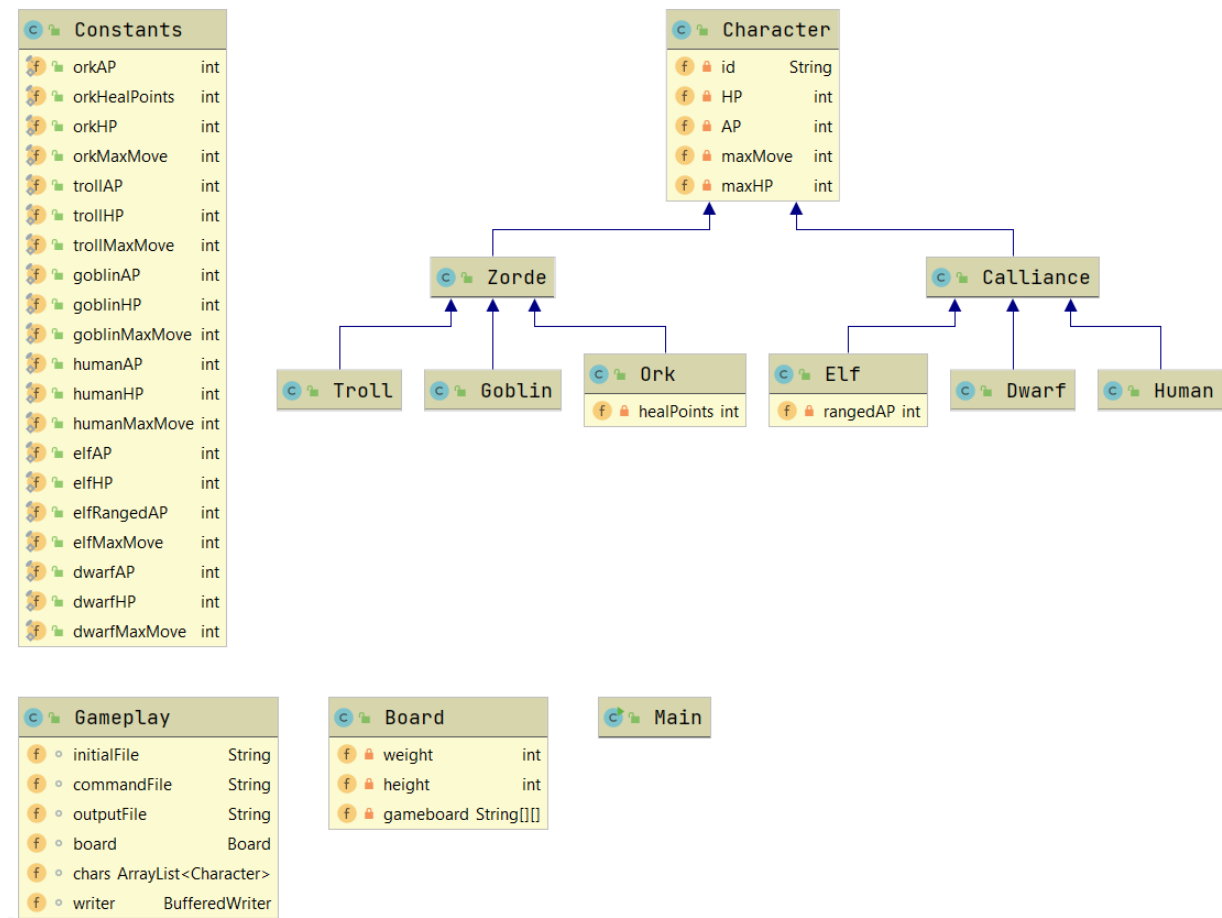 Constants
orkAP int
orkHealPoints int
orkHP int
orkMaxMove int
trollAP int
trollHP int
trollMaxMove int
goblinAP int
goblinHP int
goblinMaxMove int
humanAP int
humanHP int
humanMaxMove int
elfAP int
elfHP int
elfRangedAP int
elfMaxMove int
dwarfAP int
dwarfHP int
dwarfMaxMove int
Character
id String
HP int
AP int
maxMove int
maxHP int
Zorde
Calliance
Troll
Goblin
Ork
healPoints int
Elf
rangedAP int
Dwarf
Human
Gameplay
initialFile String
commandFile String
outputFile String
board Board
chars ArrayList<Character>
writer BufferedWriter
Board
weight int
height int
gameboard String[][]
Main